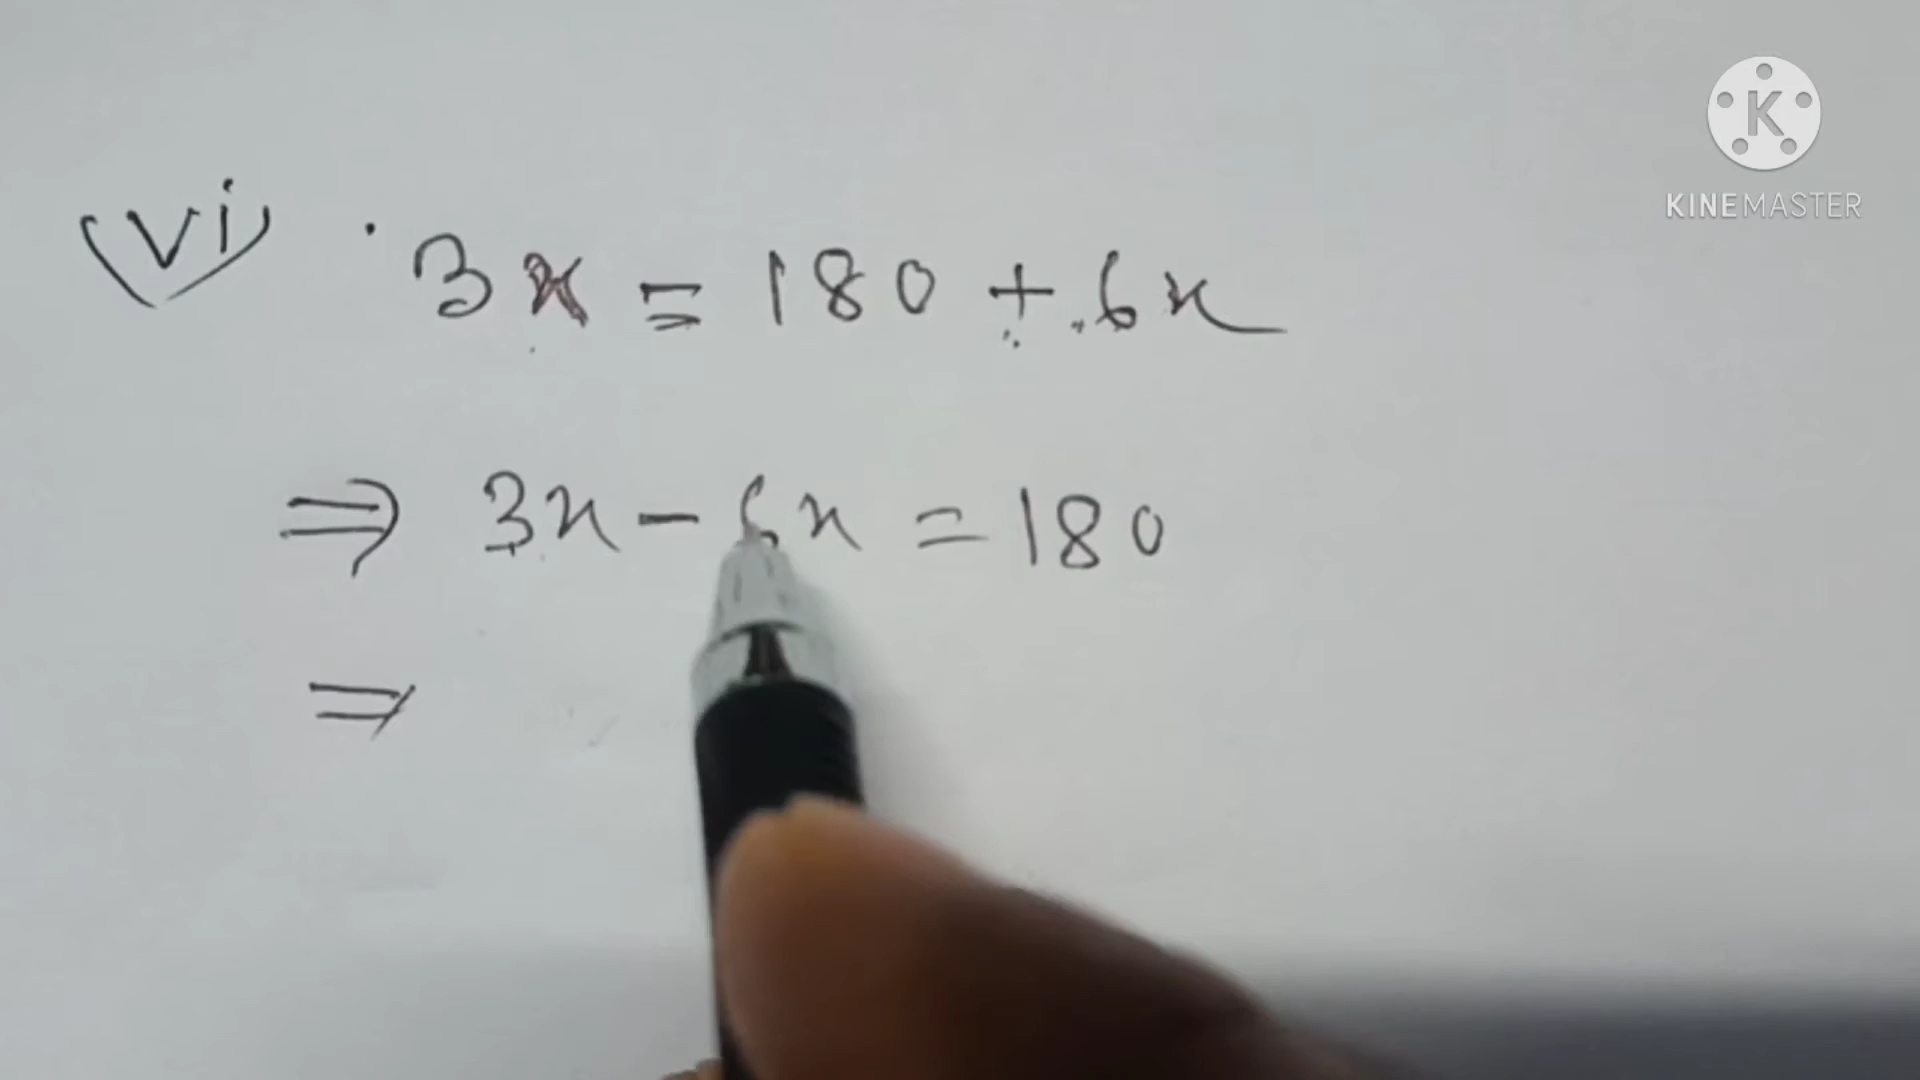 K
KINEMASTER
(vi) 3x = 180 + 6x
⇒ 3x - 6x = 180
⇒